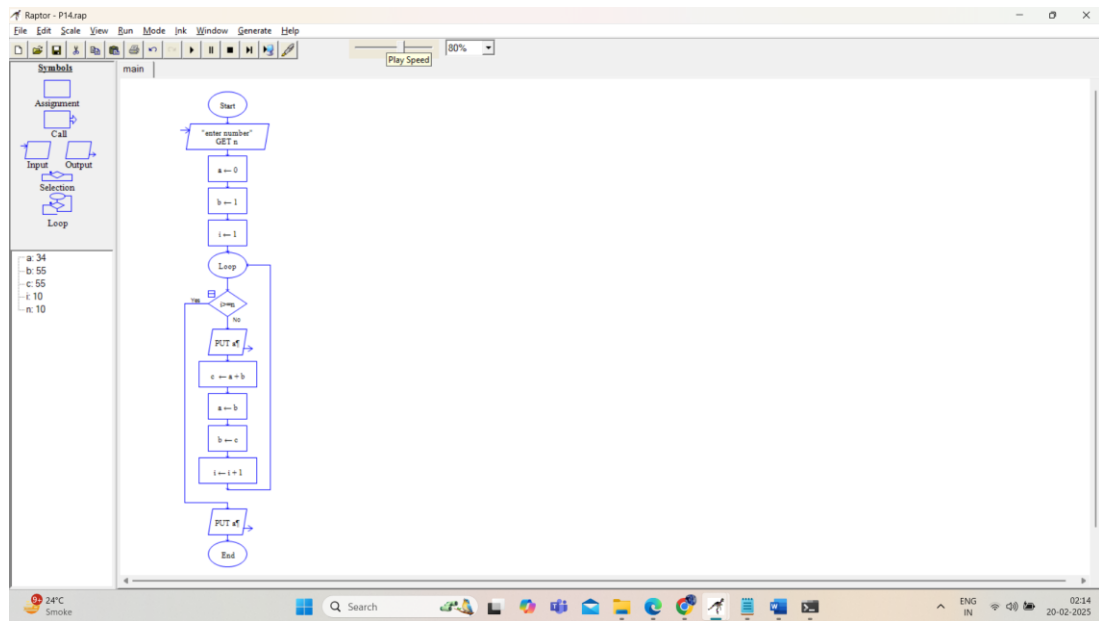 Raptor - P14.rap
File Edit Scale View Run Mode Ink Window Generate Help
80%
Play Speed
Symbols
Assignment
Call
Input Output
Selection
Loop
a: 34
b: 55
c: 55
i: 10
n: 10
main
Start
"enter number"
GET n
a ← 0
b ← 1
i ← 1
Loop
Yes
i>=n
No
PUT a¶
c ← a + b
a ← b
b ← c
i ← i + 1
PUT a¶
End
9+
24°C
Smoke
Search
ENG
IN
02:14
20-02-2025